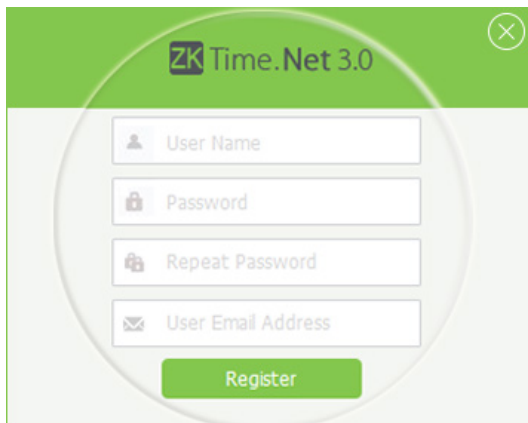 ZK Time.Net 3.0
User Name
Password
Repeat Password
User Email Address
Register